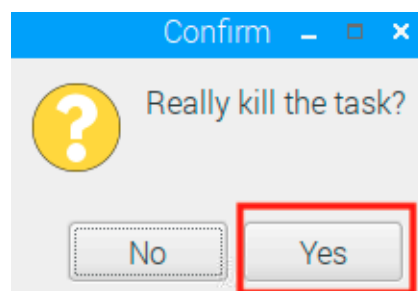 Confirm
Really kill the task?
No
Yes